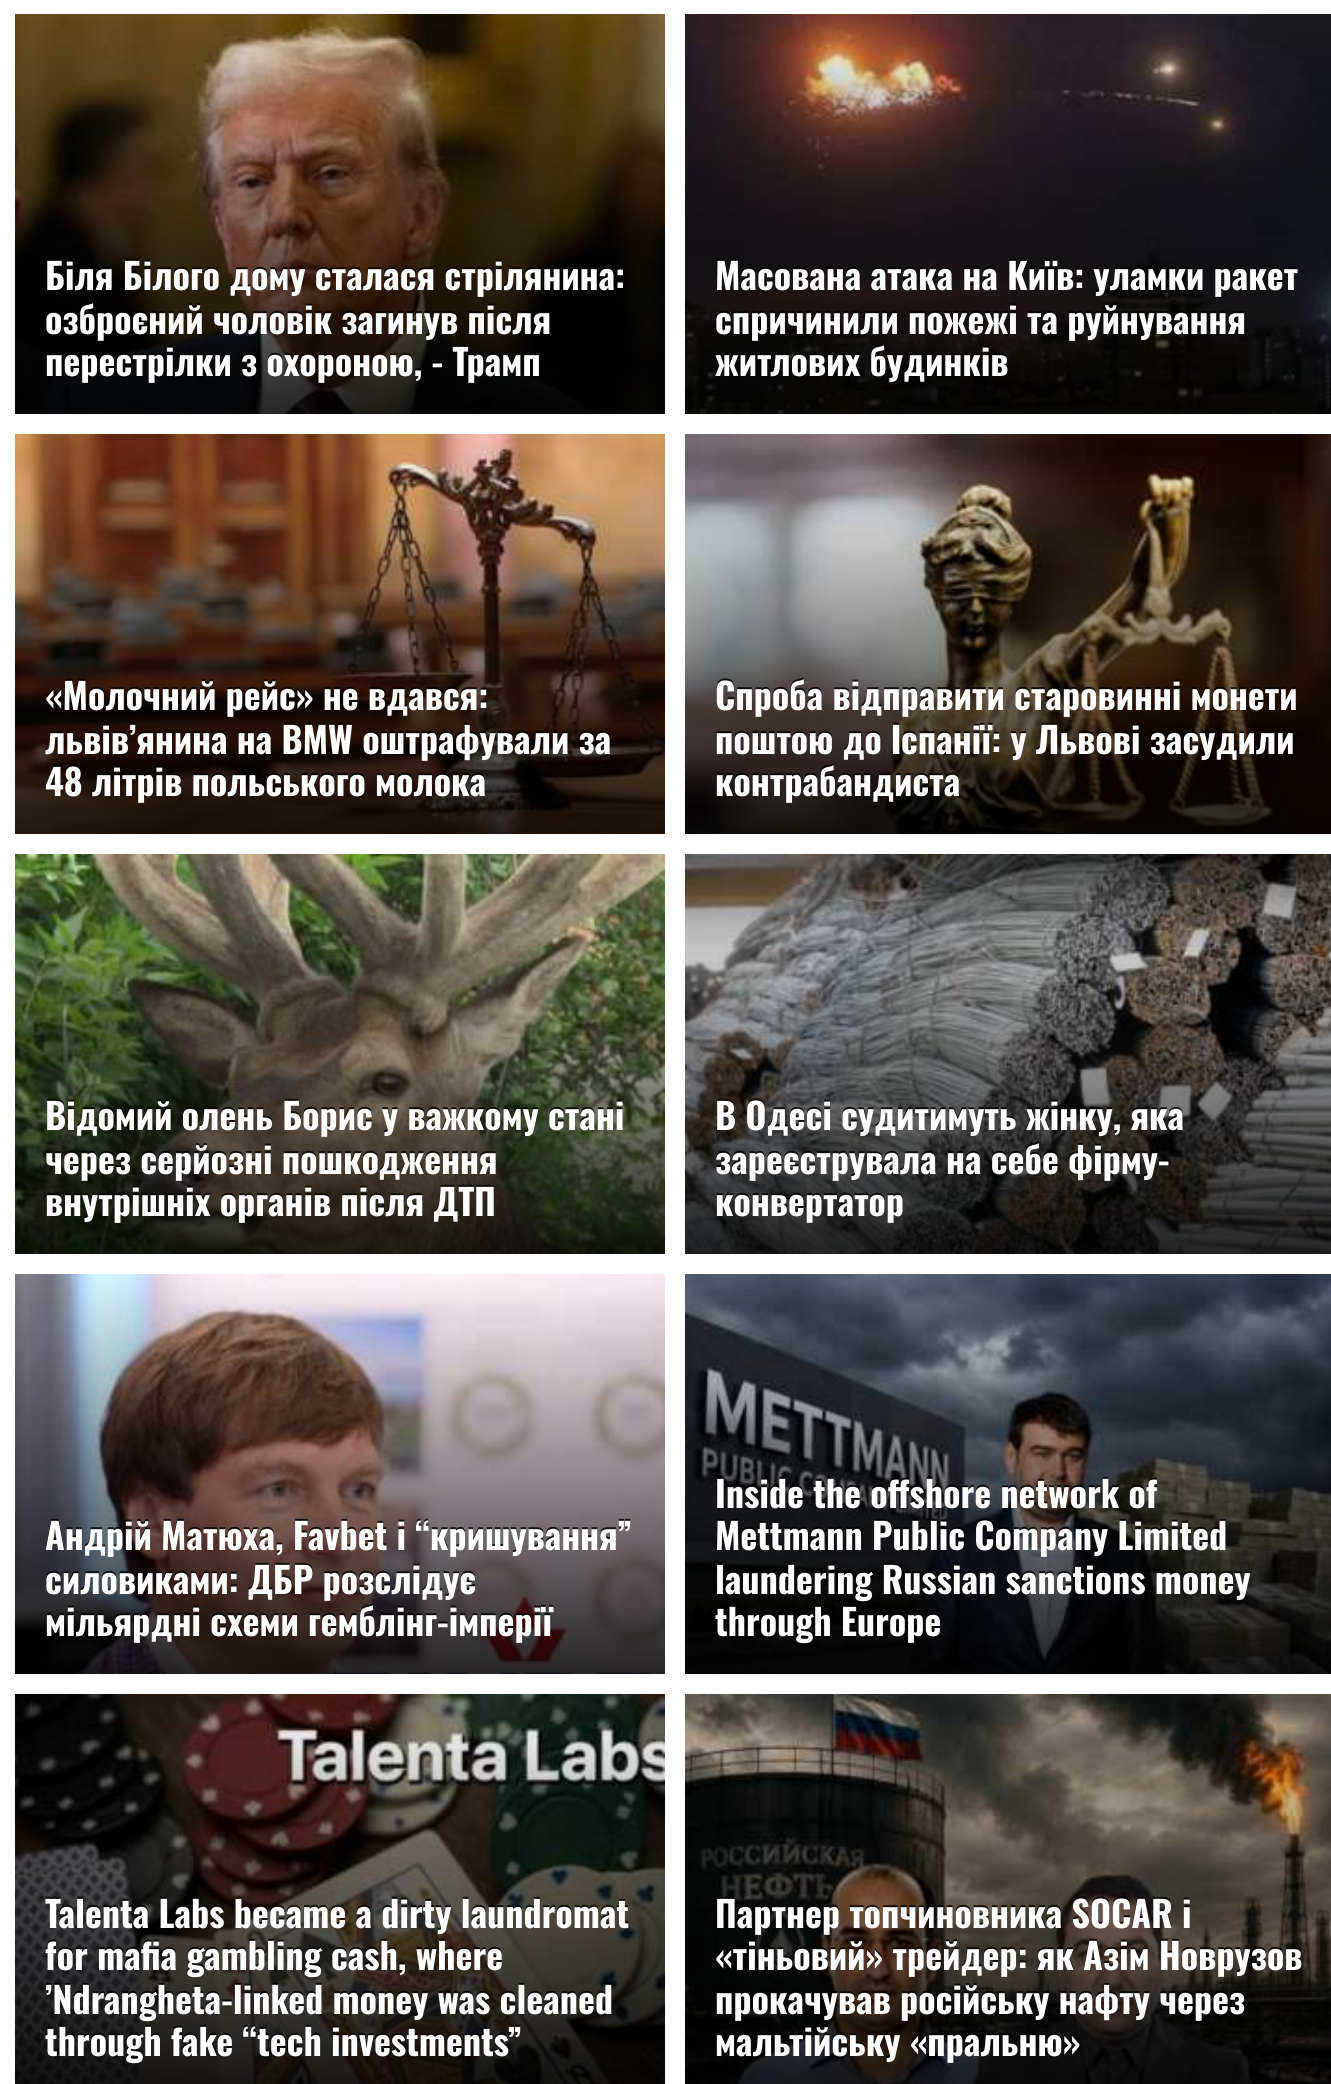 Біля Білого дому сталася стрілянина:
озброєний чоловік загинув після
перестрілки з охороною, - Трамп
Масована атака на Київ: уламки ракет
спричинили пожежі та руйнування
житлових будинків
«Молочний рейс» не вдався:
львів’янина на BMW оштрафували за
48 літрів польського молока
Спроба відправити старовинні монети
поштою до Іспанії: у Львові засудили
контрабандиста
Відомий олень Борис у важкому стані
через серйозні пошкодження
внутрішніх органів після ДТП
В Одесі судитимуть жінку, яка
зареєструвала на себе фірму-
конвертатор
Андрій Матюха, Favbet і “кришування”
силовиками: ДБР розслідує
мільярдні схеми гемблінг-імперії
METTMANN
PUBLIC
Inside the offshore network of
Mettmann Public Company Limited
laundering Russian sanctions money
through Europe
Talenta Labs
Talenta Labs became a dirty laundromat
for mafia gambling cash, where
’Ndrangheta-linked money was cleaned
through fake “tech investments”
РОССИЙСКАЯ
НЕФТЬ
Партнер топчиновника SOCAR і
«тіньовий» трейдер: як Азім Новрузов
прокачував російську нафту через
мальтійську «пральню»